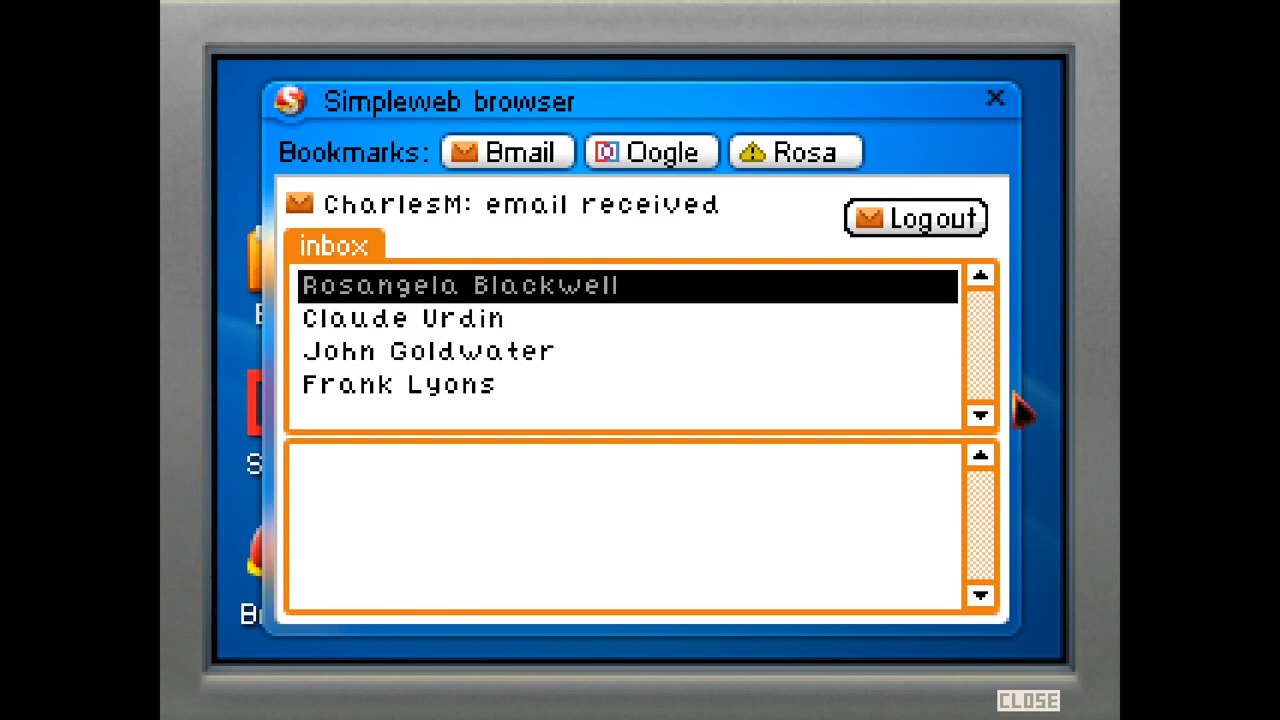 Simpleweb browser
Bookmarks: Bmail Oogle Rosa
CharlesM: email received
Logout
inbox
Rosangela Blackwell
Claude Urdin
John Goldwater
Frank Lyons
S
B
CLOSE